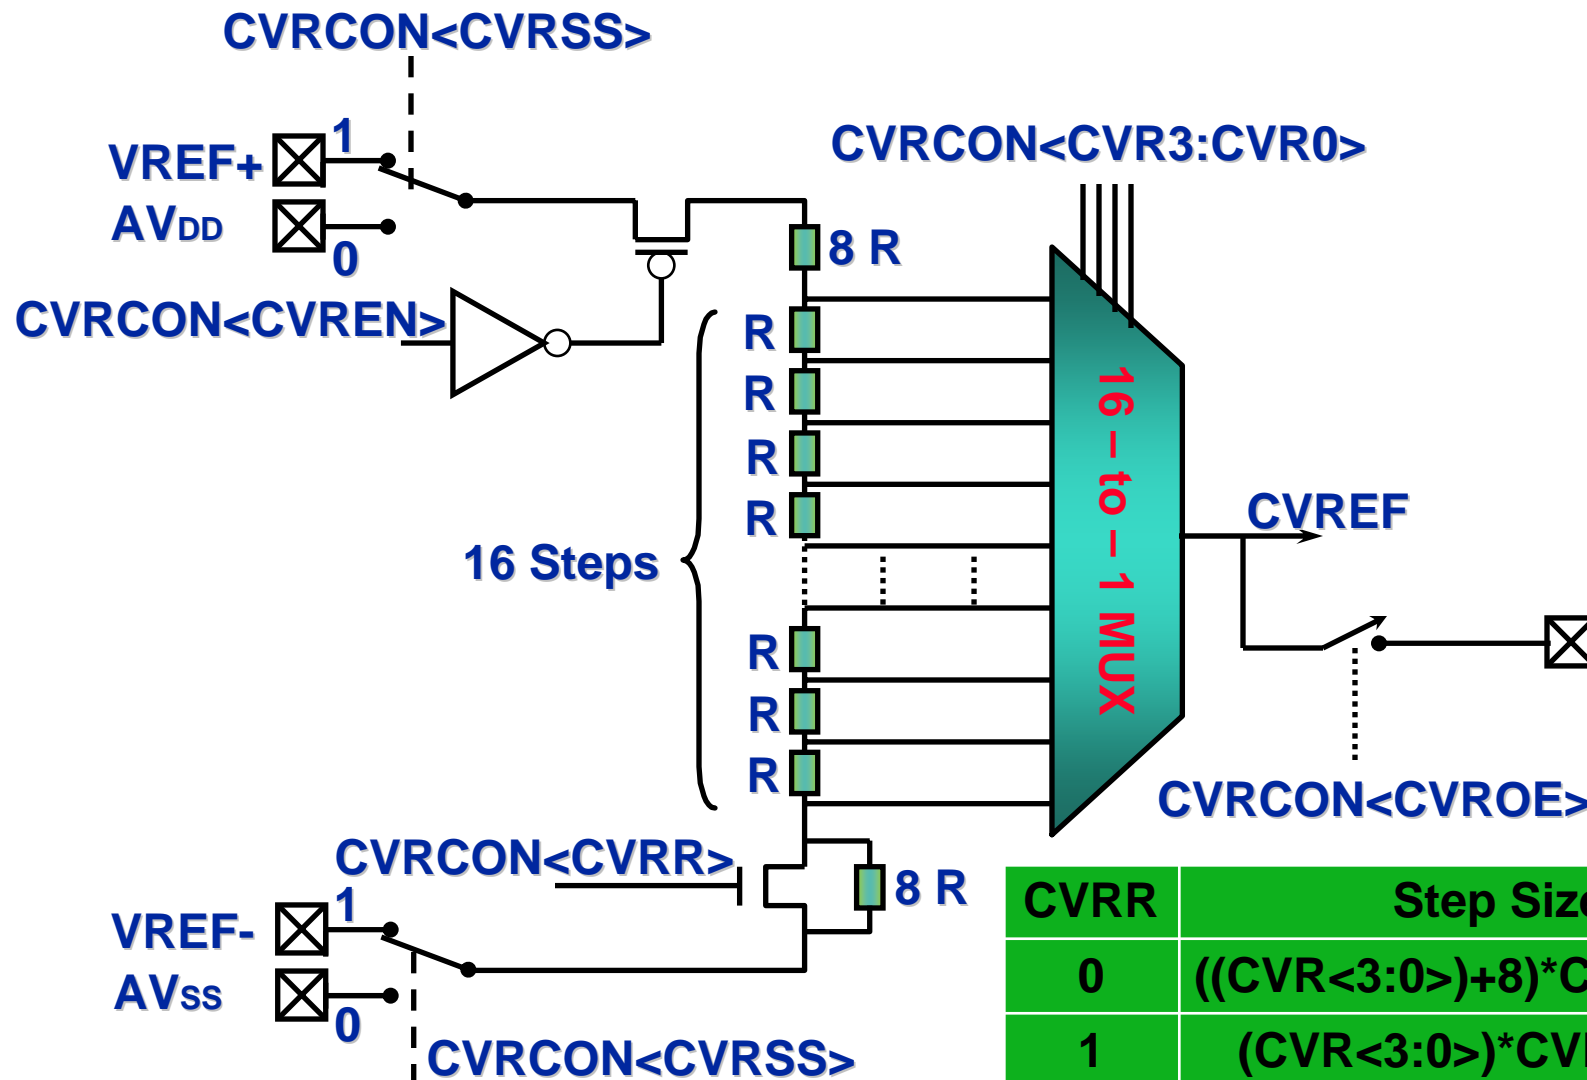 CVRCON<CVRSS>
1
VREF+
AVDD
0
CVRCON<CVREN>
CVRCON<CVR3:CVR0>
8 R
R
R
R
R
16 Steps
R
R
R
16 – to – 1 MUX
CVREF
CVRCON<CVROE>
CVRCON<CVRR>
8 R
1
VREF-
AVSS
0
CVRCON<CVRSS>
CVRR Step Size
0 ((CVR<3:0>)+8)*C
1 (CVR<3:0>)*CV